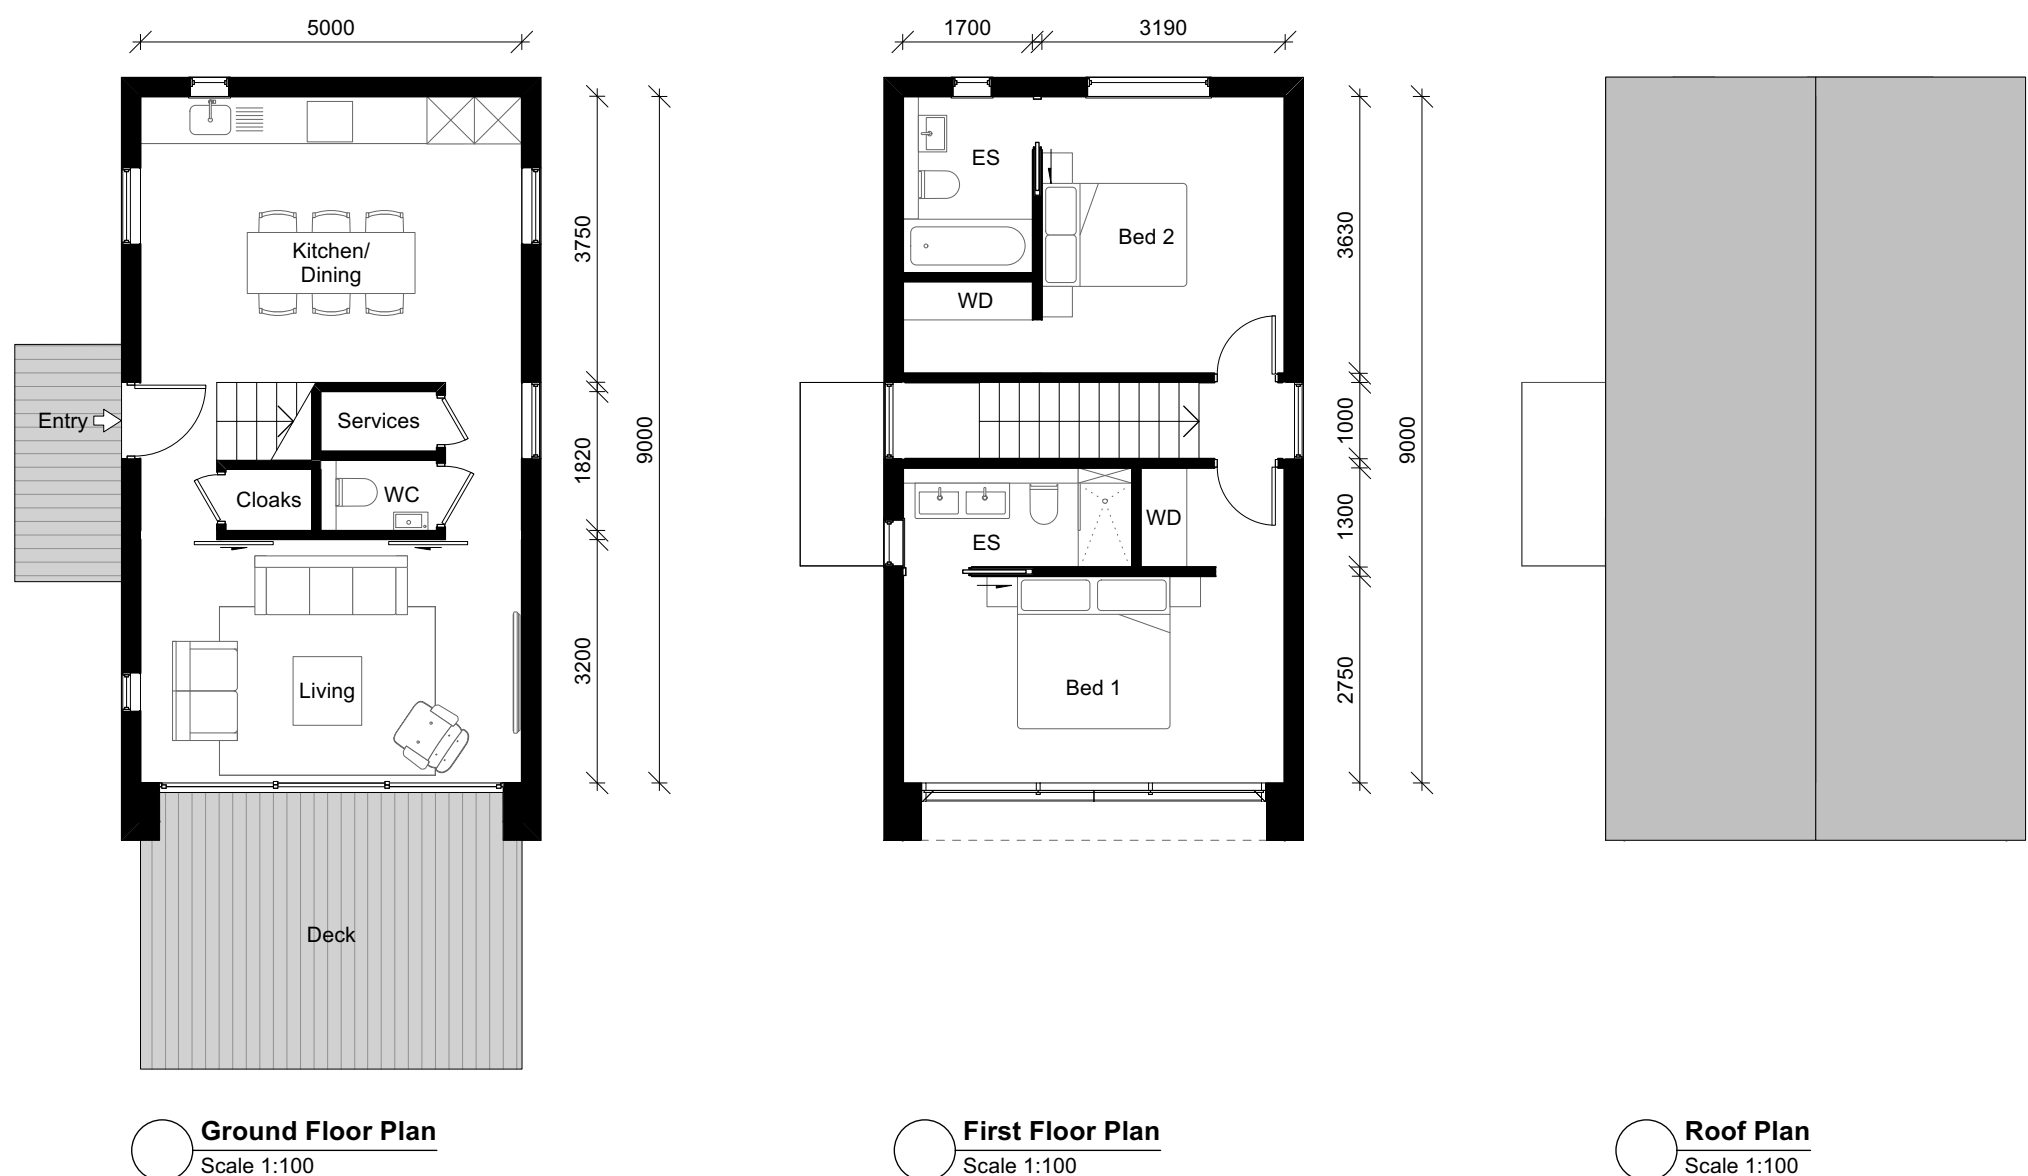 5000
3750
1820
3200
9000
Kitchen/
Dining
Entry
Services
Cloaks
WC
Living
Deck
Ground Floor Plan
Scale 1:100
1700
3190
3630
1000
1300
2750
9000
ES
Bed 2
WD
ES
WD
Bed 1
First Floor Plan
Scale 1:100
Roof Plan
Scale 1:100